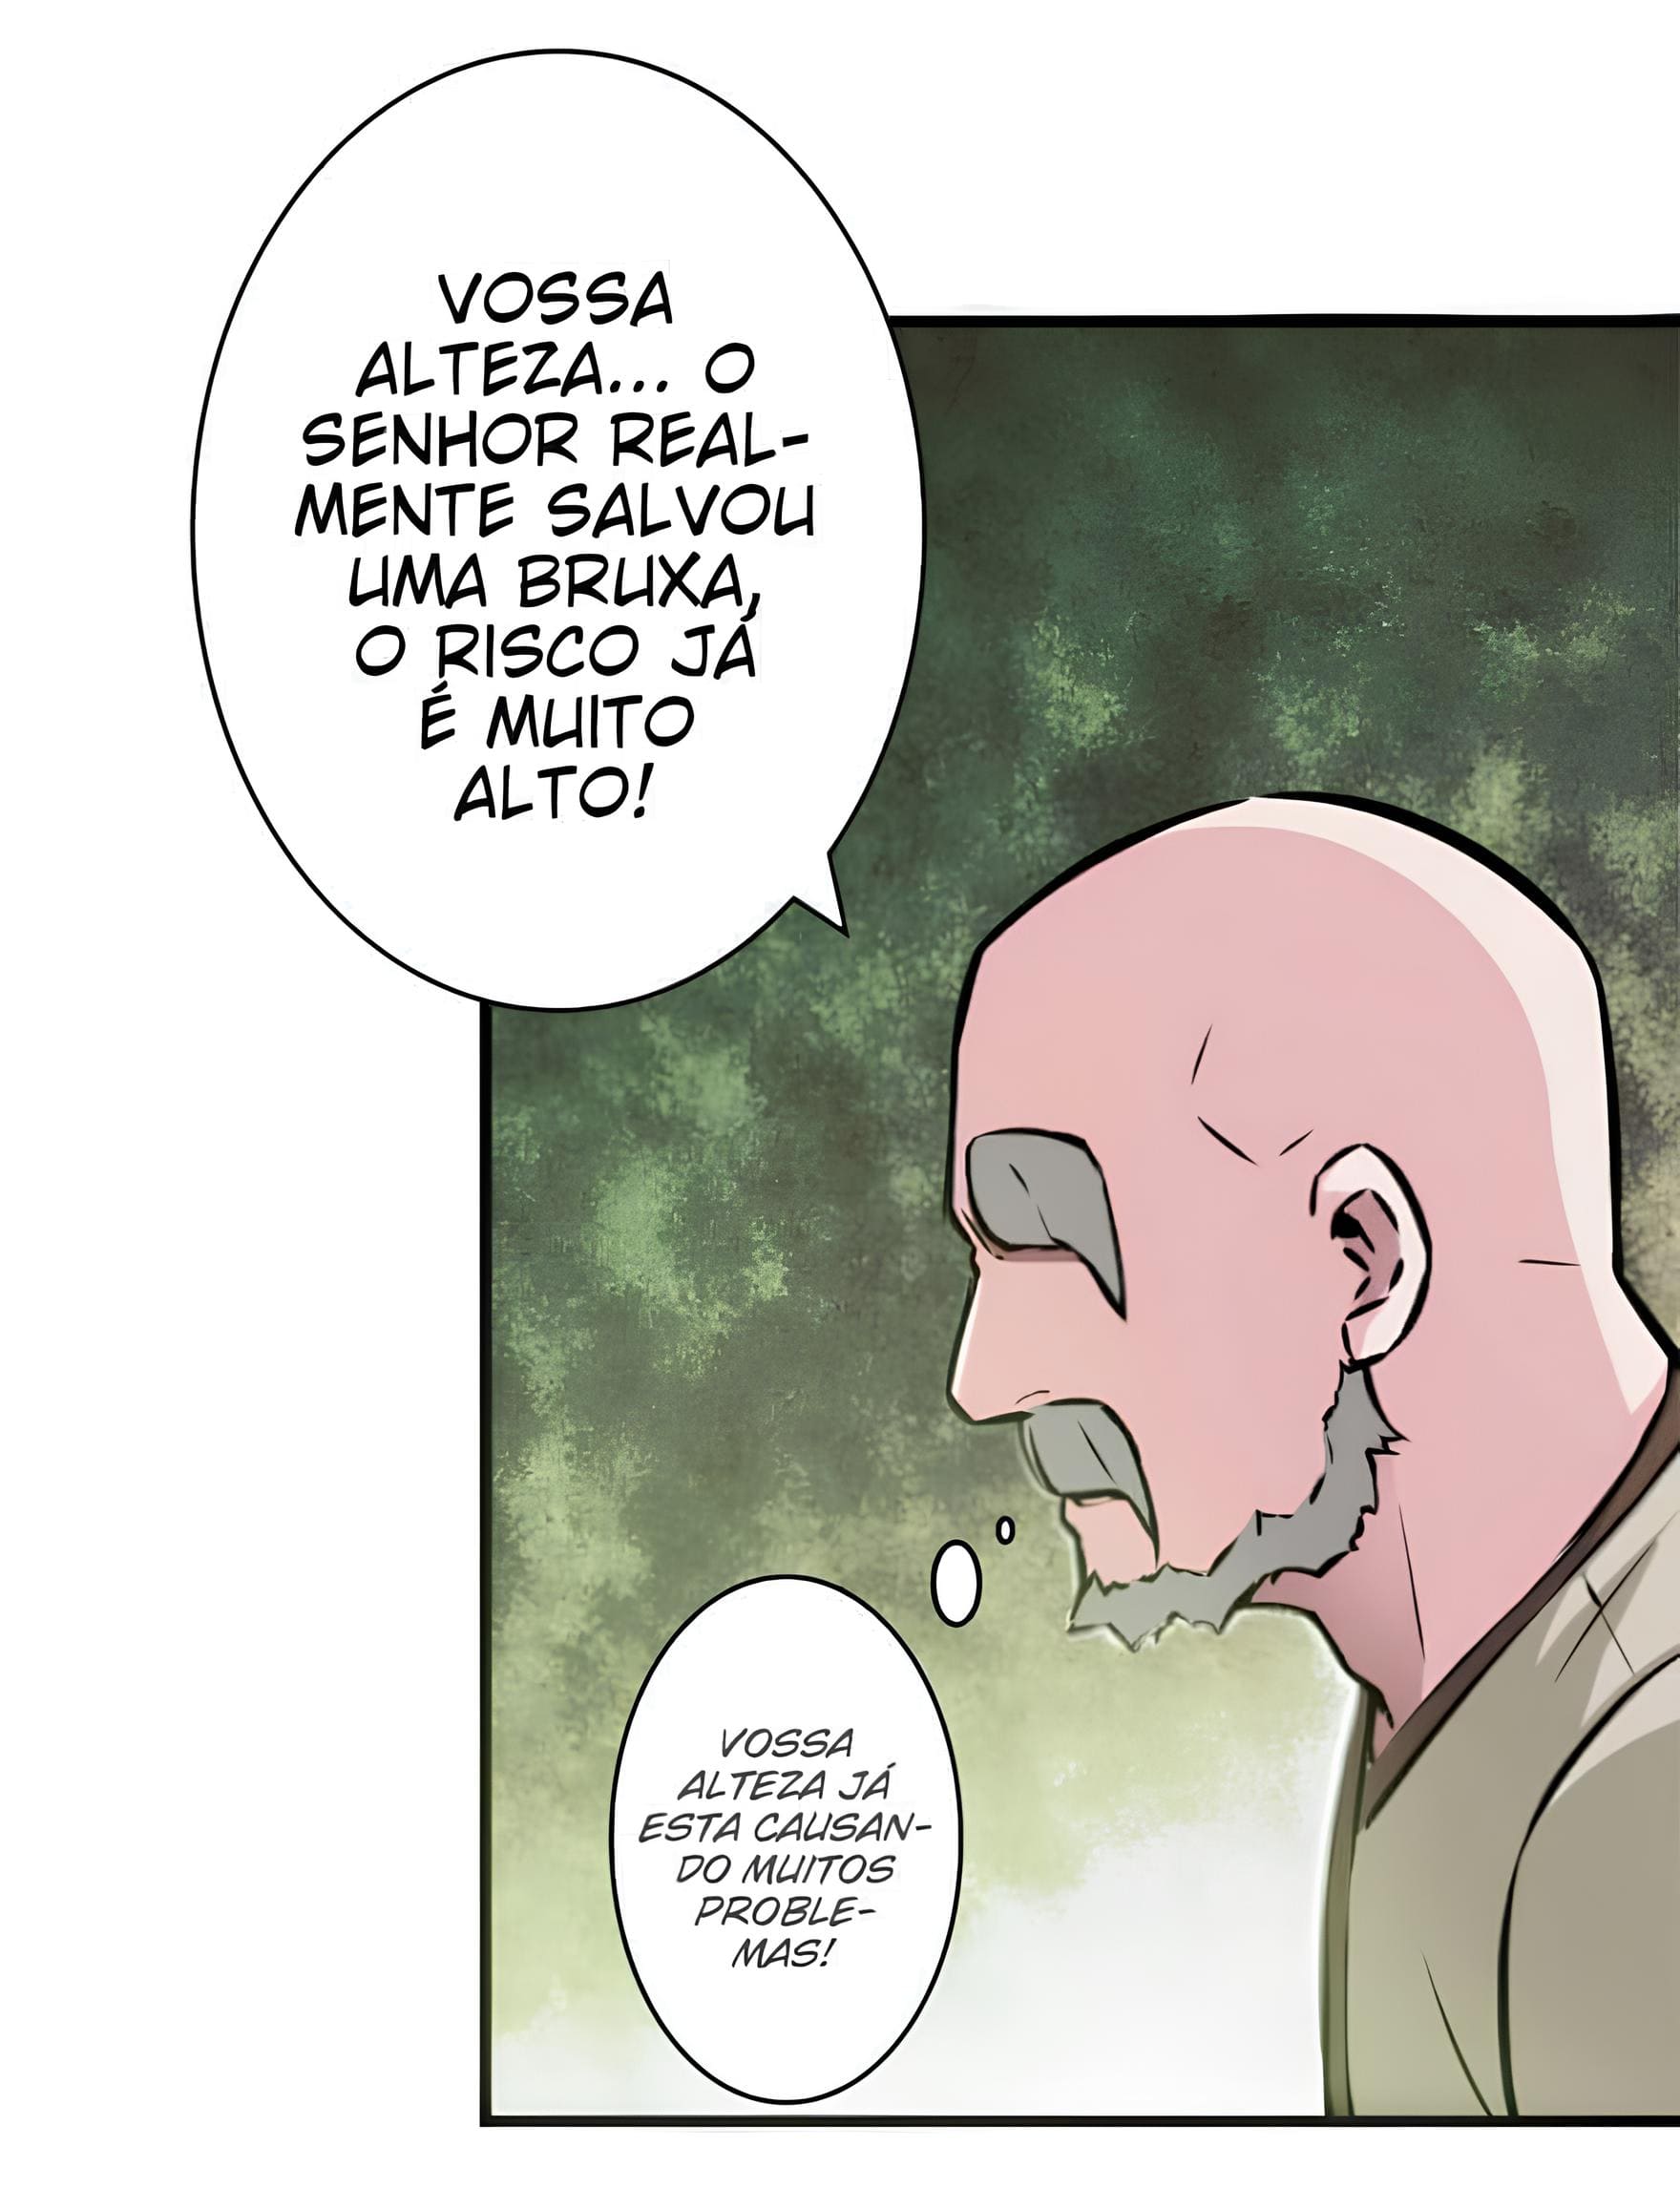 VOSSA
ALTEZA... O
SENHOR REAL-
MENTE SALVOU
UMA BRUXA,
O RISCO JÁ
É MUITO
ALTO!
VOSSA
ALTEZA JÁ
ESTA CAUSAN-
DO MUITOS
PROBLE-
MAS!